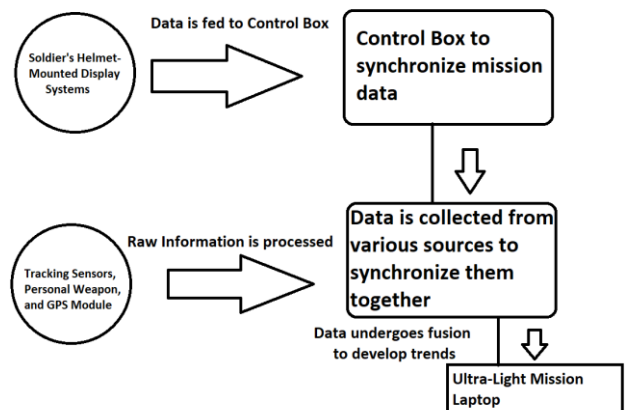 Data is fed to Control Box
Soldier's Helmet-
Mounted Display
Systems
Control Box to
synchronize mission
data
Raw Information is processed
Tracking Sensors,
Personal Weapon,
and GPS Module
Data is collected from
various sources to
synchronize them
together
Data undergoes fusion
to develop trends
Ultra-Light Mission
Laptop